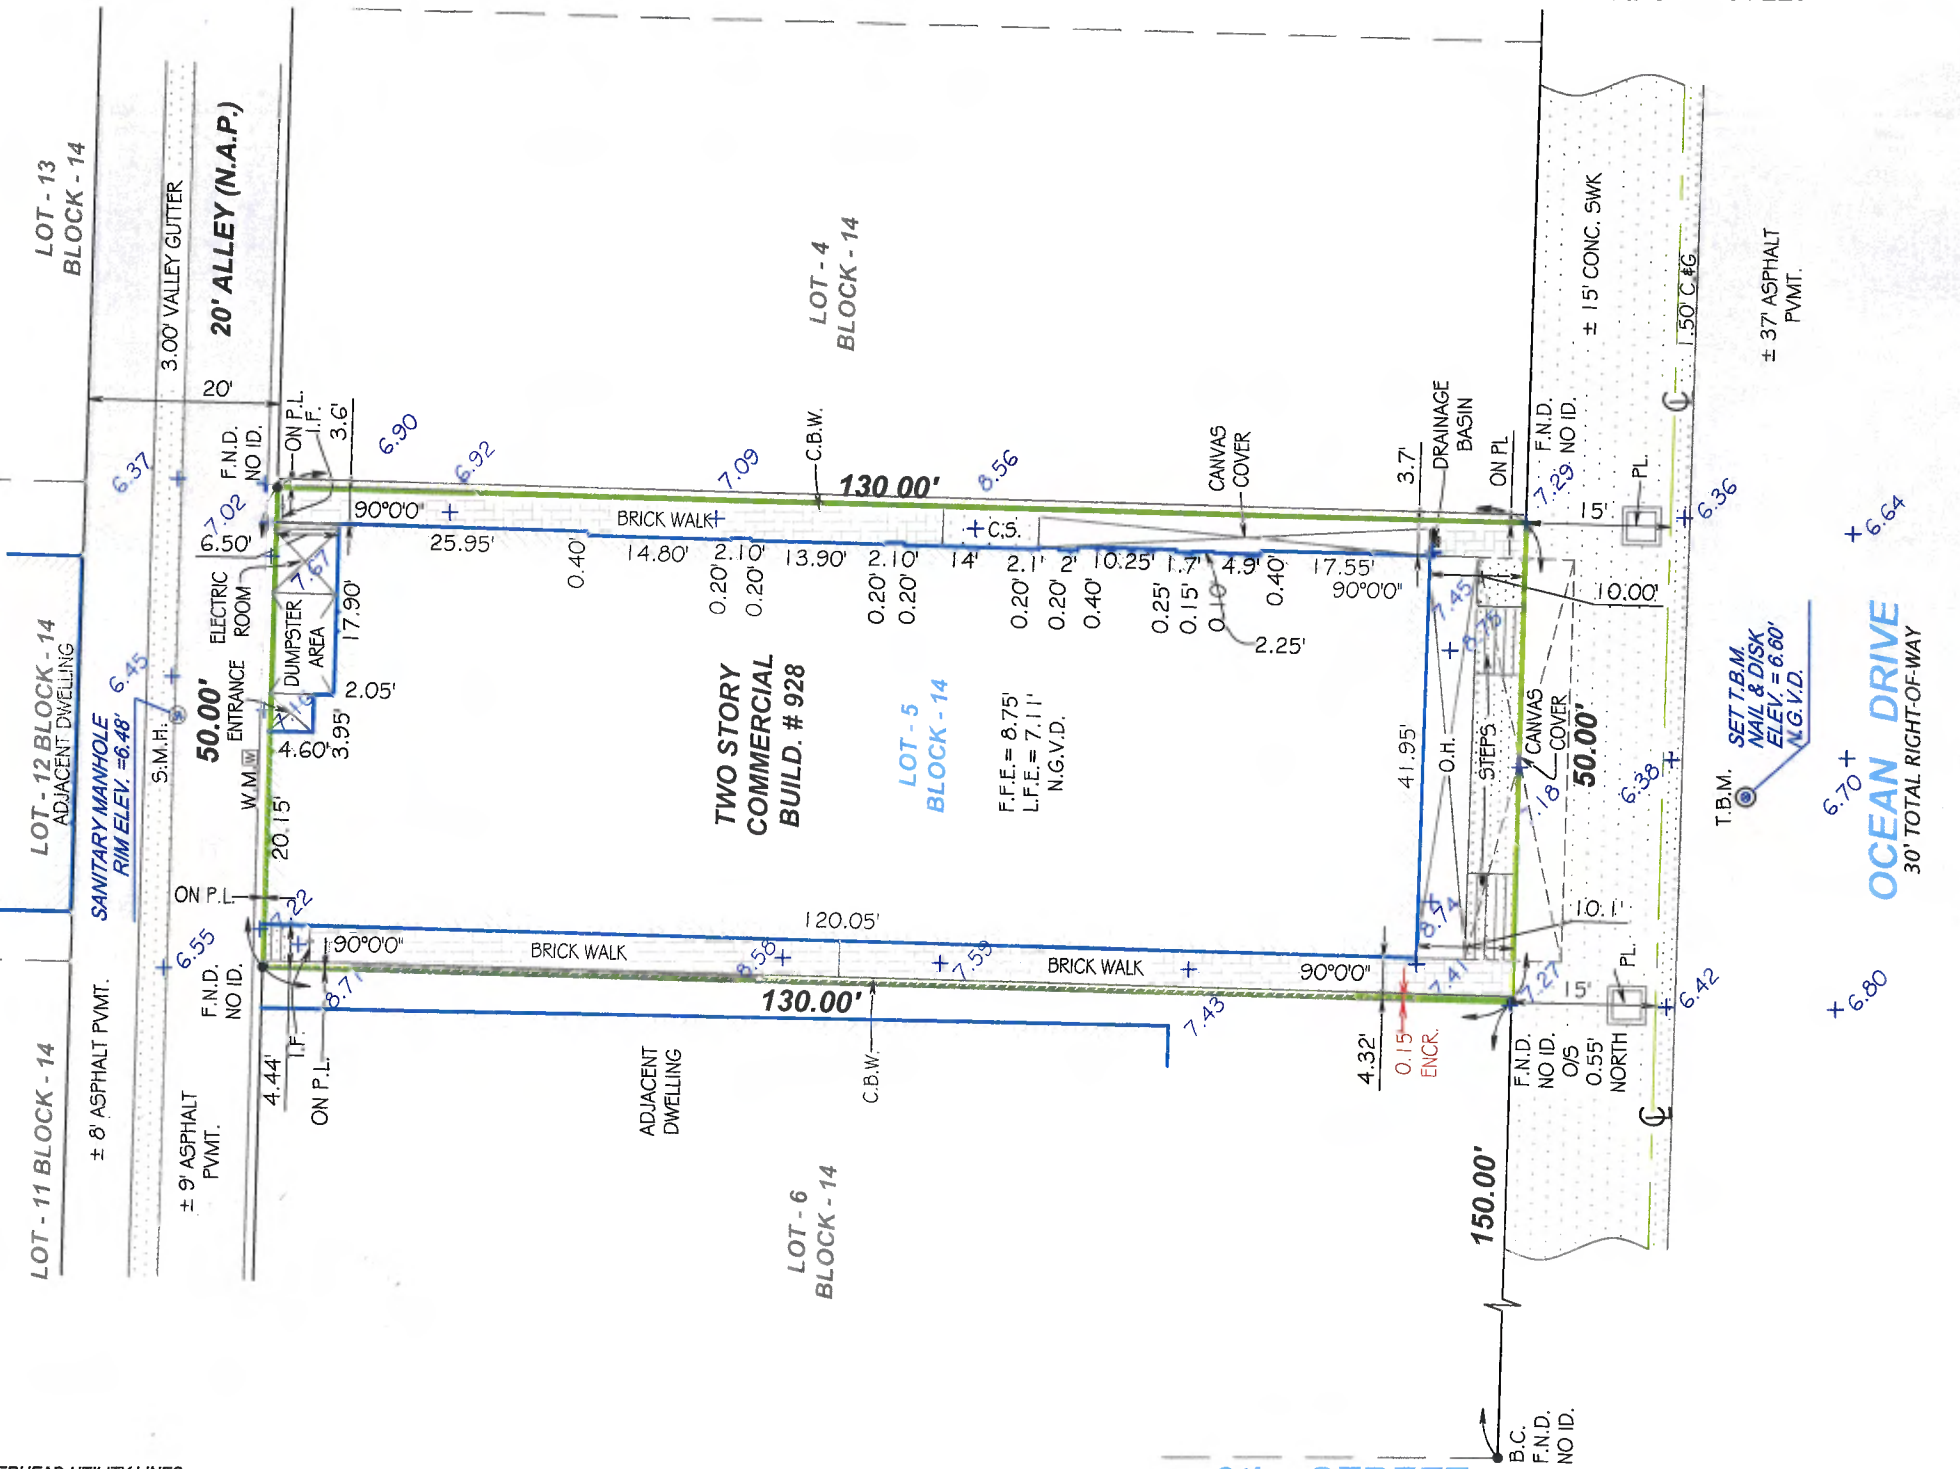 LOT - 13
BLOCK - 14
3.00' VALLEY GUTTER
20' ALLEY (N.A.P.)
20'
LOT - 4
BLOCK - 14
± 15' CONC. SWK
1.50' C.&G.
± 37' ASPHALT
PVMT.
6.37
7.02
F.N.D.
NO ID.
ON P.L.
I.F.
3.6'
6.90
6.92
7.09
C.B.W.
130.00'
8.56
CANVAS
COVER
3.7'
DRAINAGE
BASIN
ON PL
F.N.D.
NO ID.
7.29
15'
PL.
6.36
6.64
6.50'
90°0'0"
BRICK WALK
C.S.
25.95'
0.40'
14.80'
2.10'
0.20'
0.20'
13.90'
2.10'
0.20'
0.20'
14'
2.1'
0.20'
2'
0.20'
0.40'
10.25'
0.25'
1.7'
0.15'
0.10'
4.9'
0.40'
17.55'
90°0'0"
2.25'
10.00'
7.67
ELECTRIC
ROOM
DUMPSTER
AREA
17.90'
2.05'
3.95'
4.60'
ENTRANCE
50.00'
W.M.
W
20.15'
LOT - 12 BLOCK - 14
ADJACENT DWELLING
SANITARY MANHOLE
RIM ELEV. =6.48'
6.45
S.M.H.
TWO STORY
COMMERCIAL
BUILD. # 928
LOT - 5
BLOCK - 14
F.F.E.= 8.75'
L.F.E.= 7.11'
N.G.V.D.
41.95'
O.H.
7.45
8.75
STEPS
CANVAS
COVER
50.00'
6.38
SET T.B.M.
NAIL & DISK
ELEV. = 6.60'
N.G.V.D.
T.B.M.
6.70
OCEAN DRIVE
30' TOTAL RIGHT-OF-WAY
ON P.L.
7.22
6.55
F.N.D.
NO ID.
90°0'0"
BRICK WALK
120.05'
8.58
7.59
BRICK WALK
90°0'0"
8.74
7.41
10.1'
7.27
15'
PL.
6.42
6.80
8.71
130.00'
7.43
4.44'
I.F.
ON P.L.
ADJACENT
DWELLING
C.B.W.
4.32'
0.15'
ENCR.
F.N.D.
NO ID.
O/S
0.55'
NORTH
LOT - 11 BLOCK - 14
± 8' ASPHALT PVMT.
± 9' ASPHALT
PVMT.
LOT - 6
BLOCK - 14
150.00'
B.C.
F.N.D.
NO ID.